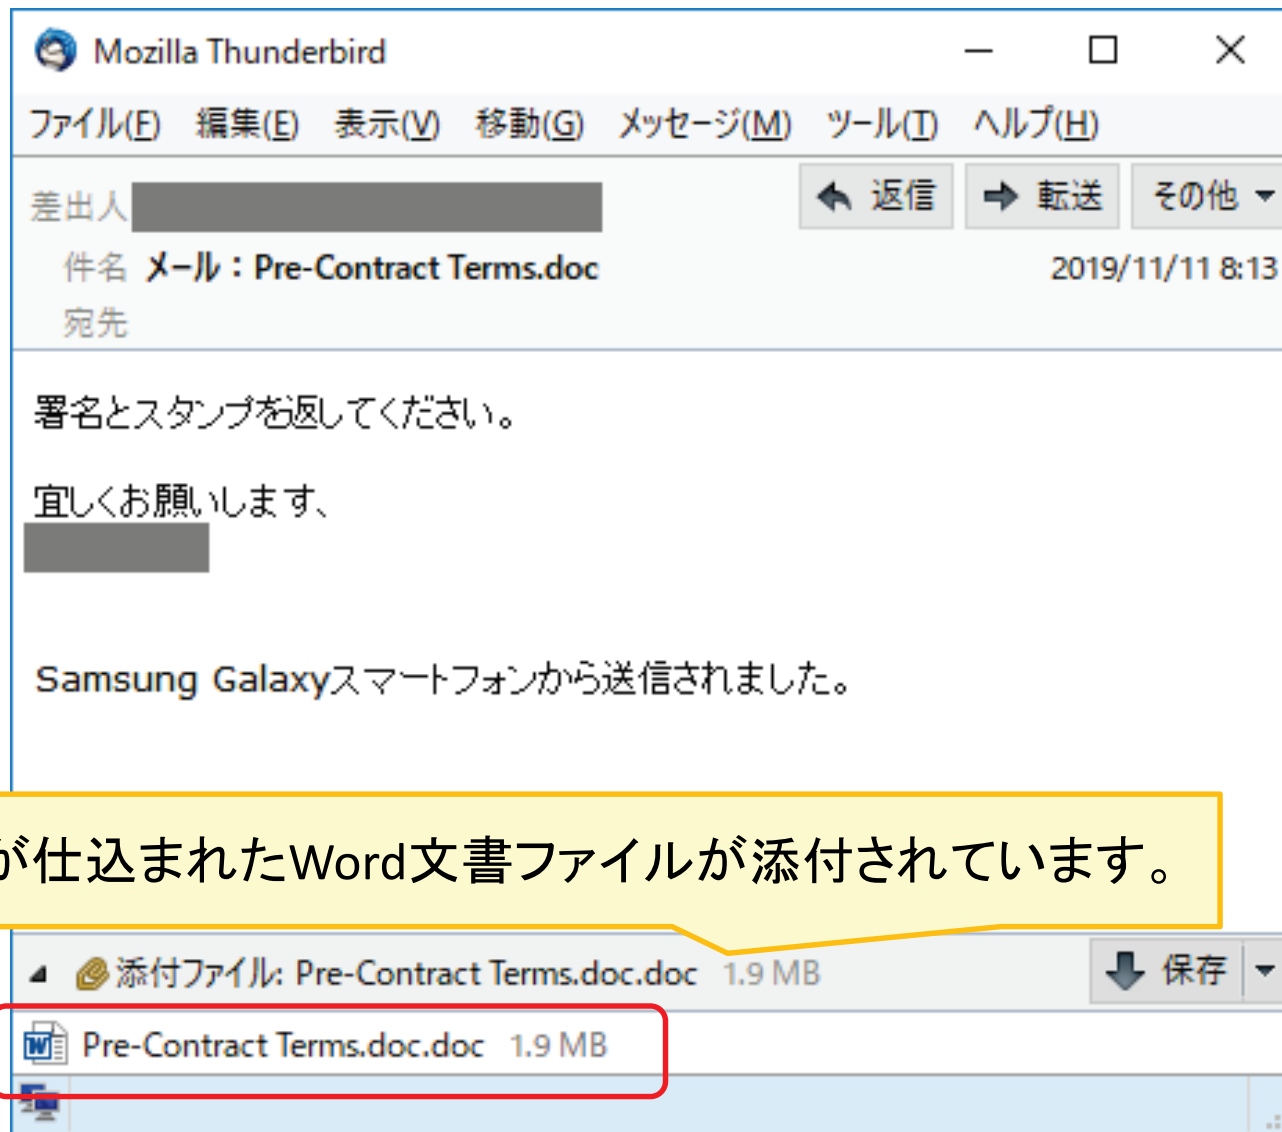 Mozilla Thunderbird
ファイル(F) 編集(E) 表示(V) 移動(G) メッセージ(M) ツール(T) ヘルプ(H)
差出人 返信 転送 その他
件名 メール：Pre-Contract Terms.doc 2019/11/11 8:13
宛先
署名とスタンプを返してください。
宜しくお願いします、
Samsung Galaxyスマートフォンから送信されました。
が仕込まれたWord文書ファイルが添付されています。
添付ファイル: Pre-Contract Terms.doc.doc 1.9 MB 保存
Pre-Contract Terms.doc.doc 1.9 MB